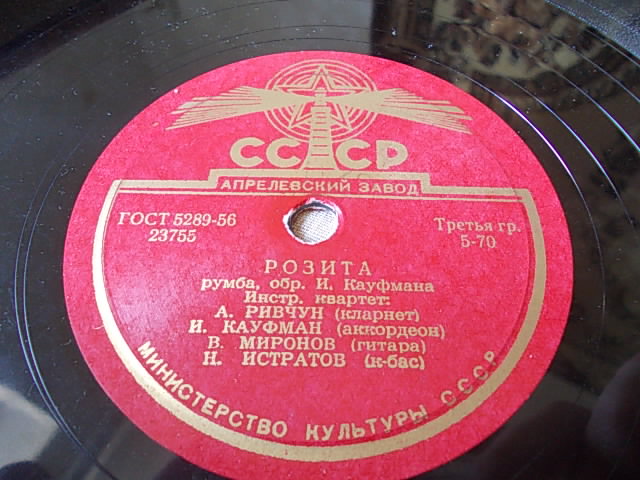 СССР
АПРЕЛЕВСКИЙ ЗАВОД
ГОСТ 5289-56
23755
Третья гр.
5-70
РОЗИТА
румба, обр. И. Кауфмана
Инстр. квартет:
А. РИВЧУН (кларнет)
И. КАУФМАН (аккордеон)
В. МИРОНОВ (гитара)
Н. ИСТРАТОВ (к-бас)
МИНИСТЕРСТВО КУЛЬТУРЫ СССР